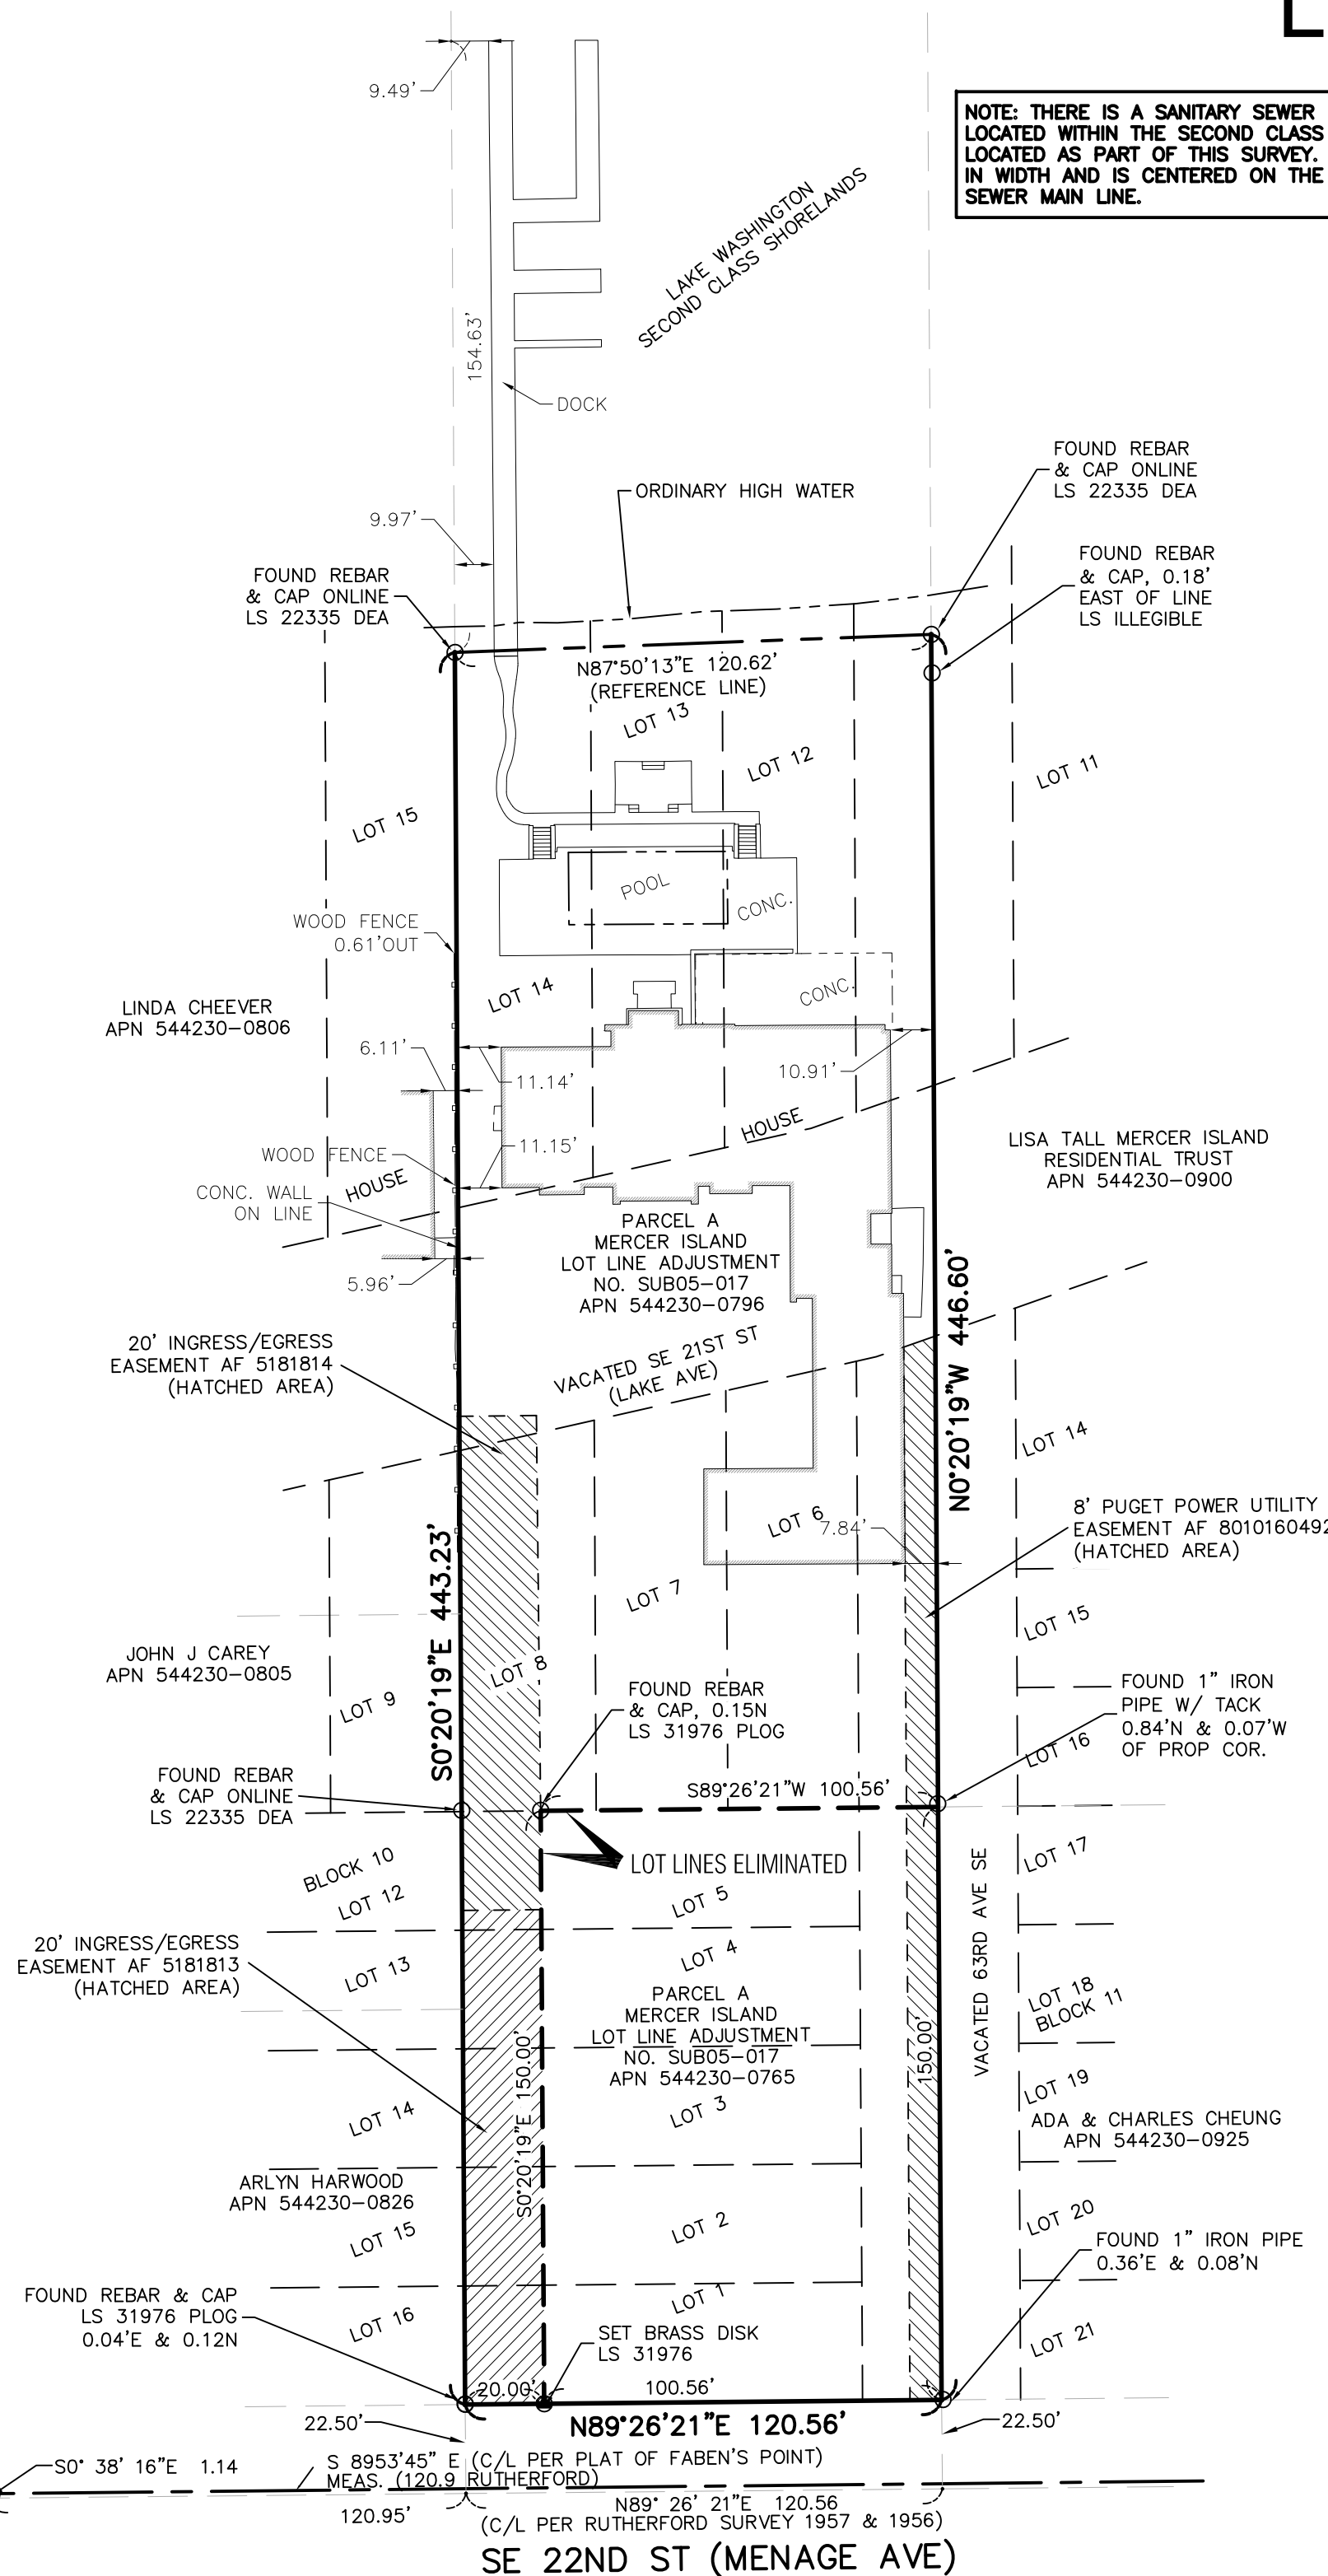 L
9.49'
NOTE: THERE IS A SANITARY SEWER
LOCATED WITHIN THE SECOND CLASS
LOCATED AS PART OF THIS SURVEY.
IN WIDTH AND IS CENTERED ON THE
SEWER MAIN LINE.
LAKE WASHINGTON
SECOND CLASS SHORELANDS
154.63'
DOCK
FOUND REBAR
& CAP ONLINE
LS 22335 DEA
ORDINARY HIGH WATER
9.97'
FOUND REBAR
& CAP, 0.18'
EAST OF LINE
LS ILLEGIBLE
FOUND REBAR
& CAP ONLINE
LS 22335 DEA
N87°50'13"E 120.62'
(REFERENCE LINE)
LOT 13
LOT 12
LOT 11
LOT 15
POOL
CONC.
WOOD FENCE
0.61'OUT
LOT 14
CONC.
LINDA CHEEVER
APN 544230-0806
6.11'
11.14'
10.91'
HOUSE
11.15'
WOOD FENCE
HOUSE
CONC. WALL
ON LINE
LISA TALL MERCER ISLAND
RESIDENTIAL TRUST
APN 544230-0900
PARCEL A
MERCER ISLAND
LOT LINE ADJUSTMENT
NO. SUB05-017
APN 544230-0796
5.96'
N0°20'19"W 446.60'
20' INGRESS/EGRESS
EASEMENT AF 5181814
(HATCHED AREA)
VACATED SE 21ST ST
(LAKE AVE)
LOT 14
8' PUGET POWER UTILITY
EASEMENT AF 8010160492
(HATCHED AREA)
LOT 6
7.84'
S0°20'19"E 443.23'
LOT 7
LOT 15
JOHN J CAREY
APN 544230-0805
LOT 8
LOT 9
FOUND REBAR
& CAP, 0.15N
LS 31976 PLOG
FOUND 1" IRON
PIPE W/ TACK
0.84'N & 0.07'W
OF PROP COR.
LOT 16
FOUND REBAR
& CAP ONLINE
LS 22335 DEA
S89°26'21"W 100.56'
LOT LINES ELIMINATED
BLOCK 10
LOT 12
LOT 5
LOT 17
VACATED 63RD AVE SE
20' INGRESS/EGRESS
EASEMENT AF 5181813
(HATCHED AREA)
LOT 13
LOT 4
PARCEL A
MERCER ISLAND
LOT LINE ADJUSTMENT
NO. SUB05-017
APN 544230-0765
LOT 18
BLOCK 11
150.00'
S0°20'19"E 150.00'
LOT 14
LOT 3
LOT 19
ADA & CHARLES CHEUNG
APN 544230-0925
ARLYN HARWOOD
APN 544230-0826
LOT 15
LOT 2
LOT 20
FOUND 1" IRON PIPE
0.36'E & 0.08'N
FOUND REBAR & CAP
LS 31976 PLOG
0.04'E & 0.12N
LOT 16
LOT 1
SET BRASS DISK
LS 31976
LOT 21
20.00'
100.56'
22.50'
N89°26'21"E 120.56'
22.50'
S0° 38' 16"E 1.14
S 8953'45" E (C/L PER PLAT OF FABEN'S POINT)
MEAS. (120.9 RUTHERFORD)
120.95'
N89° 26' 21"E 120.56
(C/L PER RUTHERFORD SURVEY 1957 & 1956)
SE 22ND ST (MENAGE AVE)